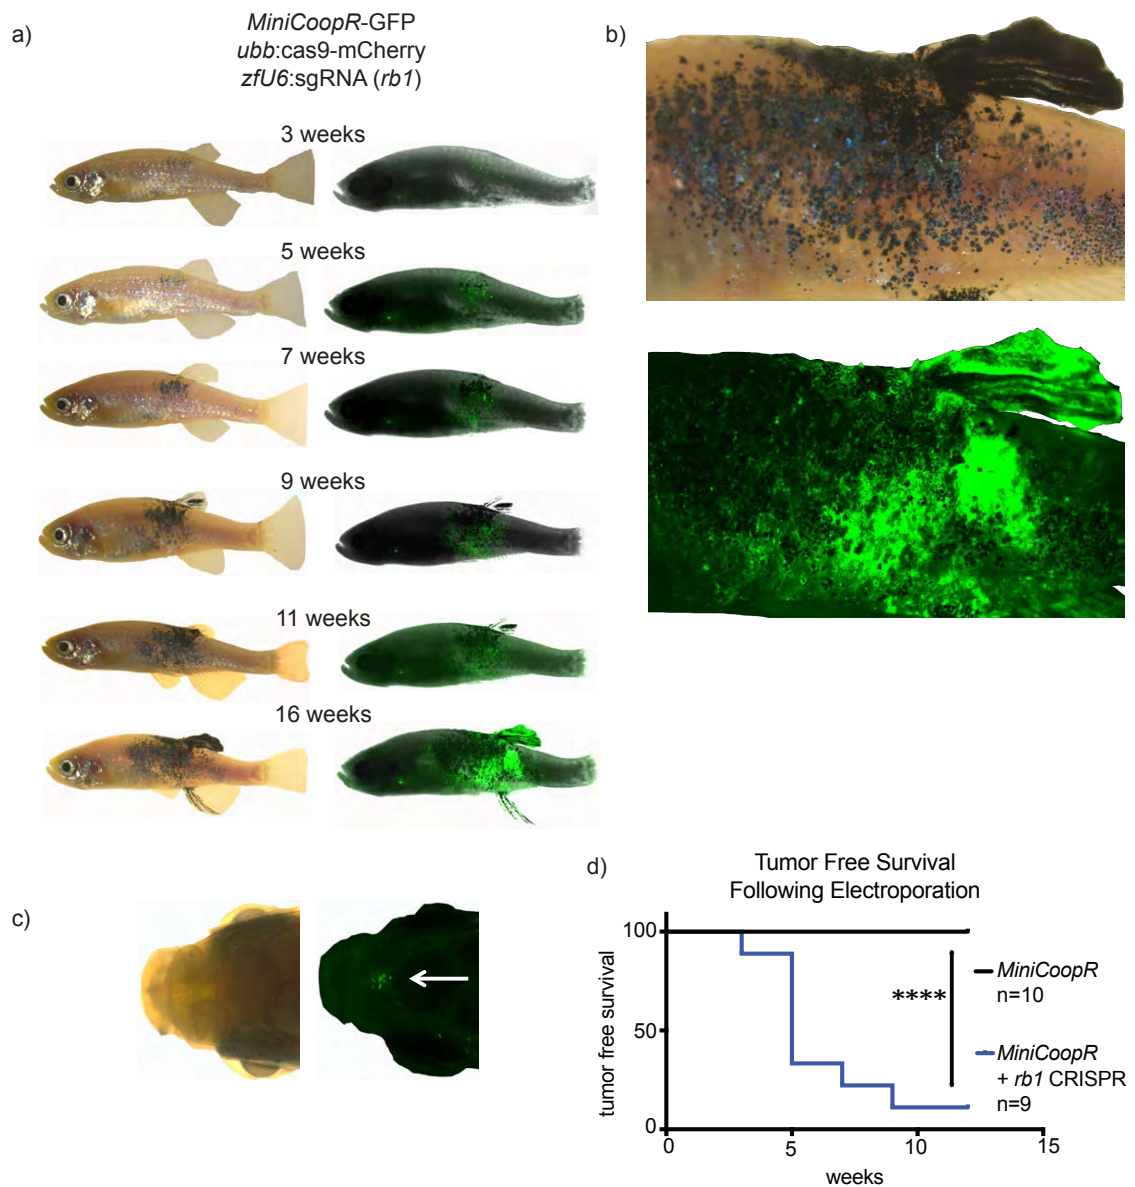 a)
MiniCoopR-GFP
ubb:cas9-mCherry
zfU6:sgRNA (rb1)
3 weeks
5 weeks
7 weeks
9 weeks
11 weeks
16 weeks
b)
c)
d)
Tumor Free Survival
Following Electroporation
tumor free survival
100
50
0
0
5
10
15
weeks
****
MiniCoopR
n=10
MiniCoopR
+ rb1 CRISPR
n=9